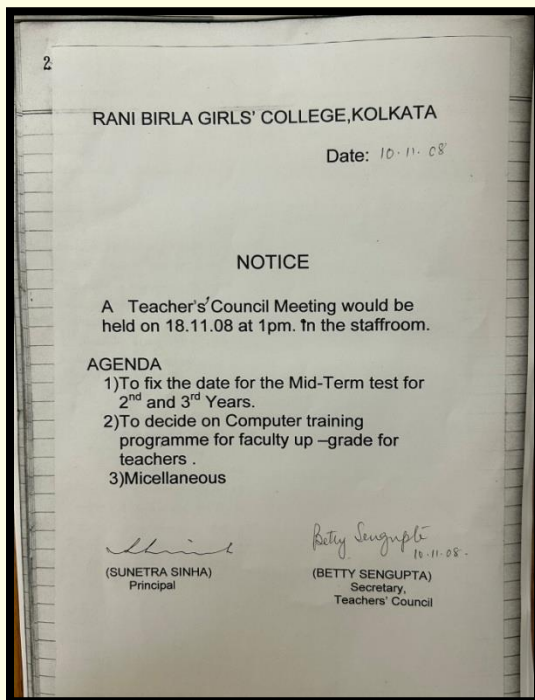 2
RANI BIRLA GIRLS' COLLEGE,KOLKATA
Date: 10.11.08
NOTICE
A Teacher's' Council Meeting would be
held on 18.11.08 at 1pm. in the staffroom.
AGENDA
1)To fix the date for the Mid-Term test for
2nd and 3rd Years.
2)To decide on Computer training
programme for faculty up –grade for
teachers .
3)Micellaneous
Betty Sengupta
10-11-08-
(SUNETRA SINHA)
Principal
(BETTY SENGUPTA)
Secretary,
Teachers' Council